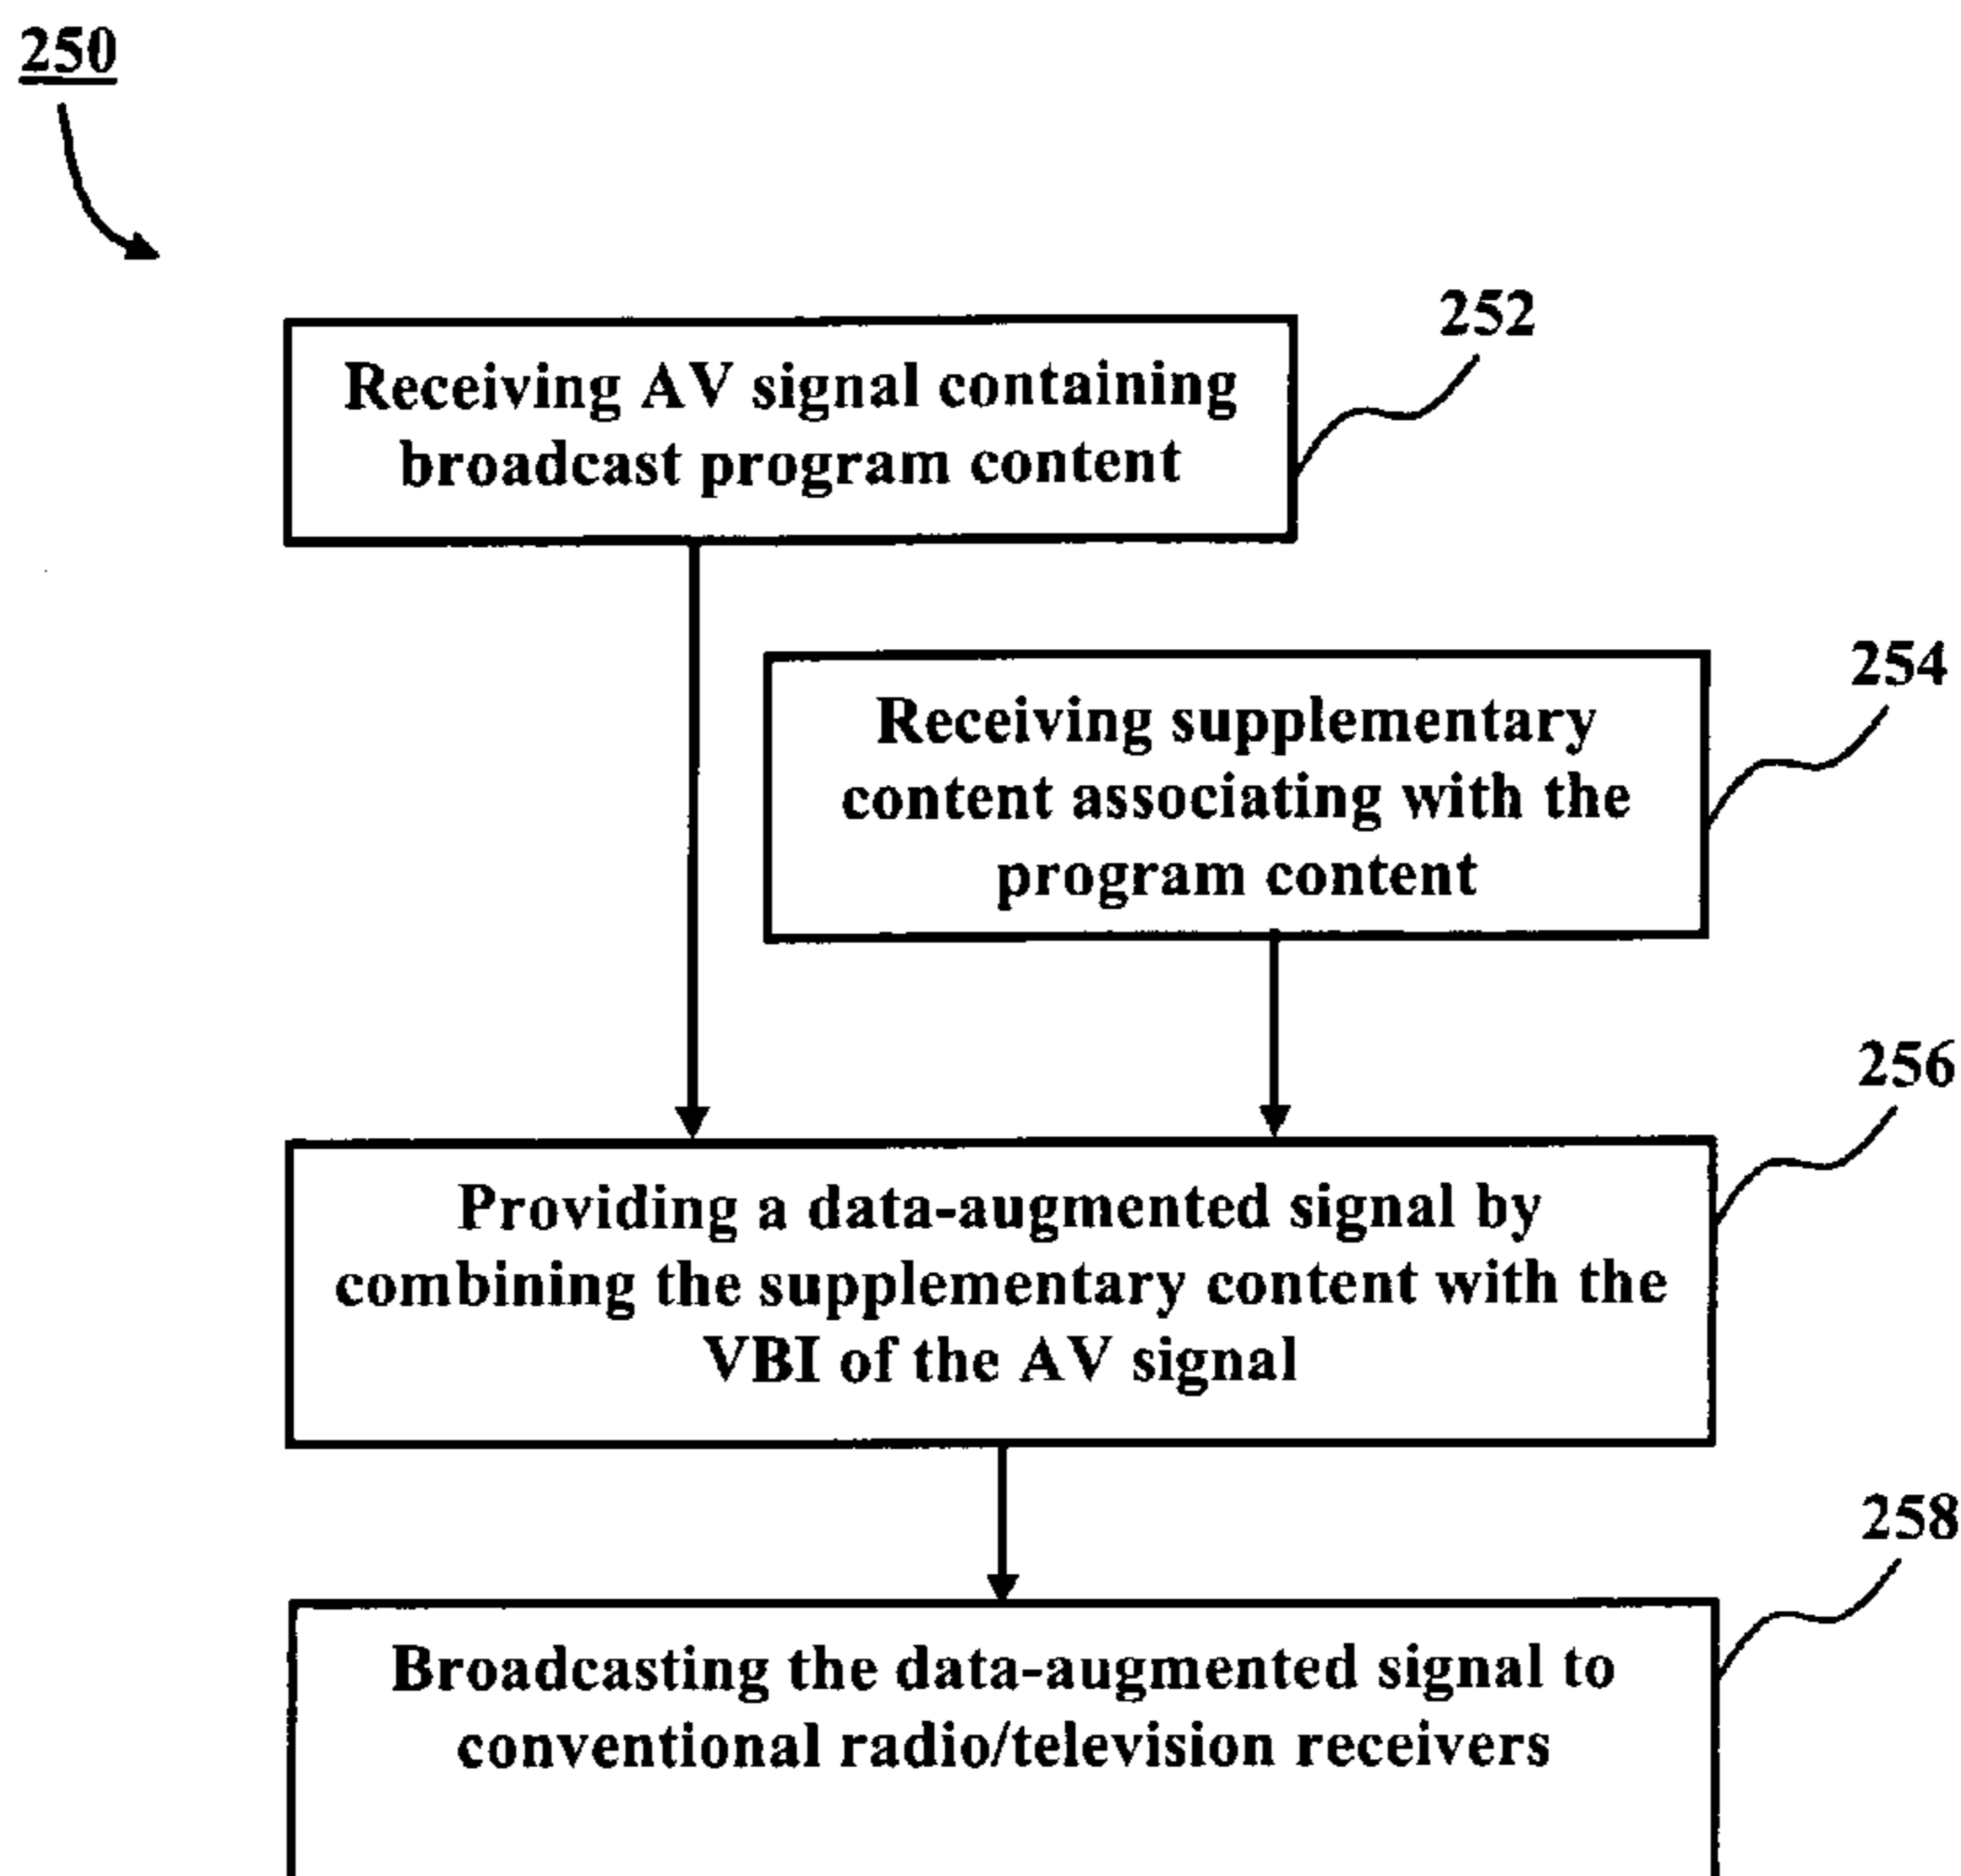 250
252
Receiving AV signal containing
broadcast program content
254
Receiving supplementary
content associating with the
program content
256
Providing a data-augmented signal by
combining the supplementary content with the
VBI of the AV signal
258
Broadcasting the data-augmented signal to
conventional radio/television receivers